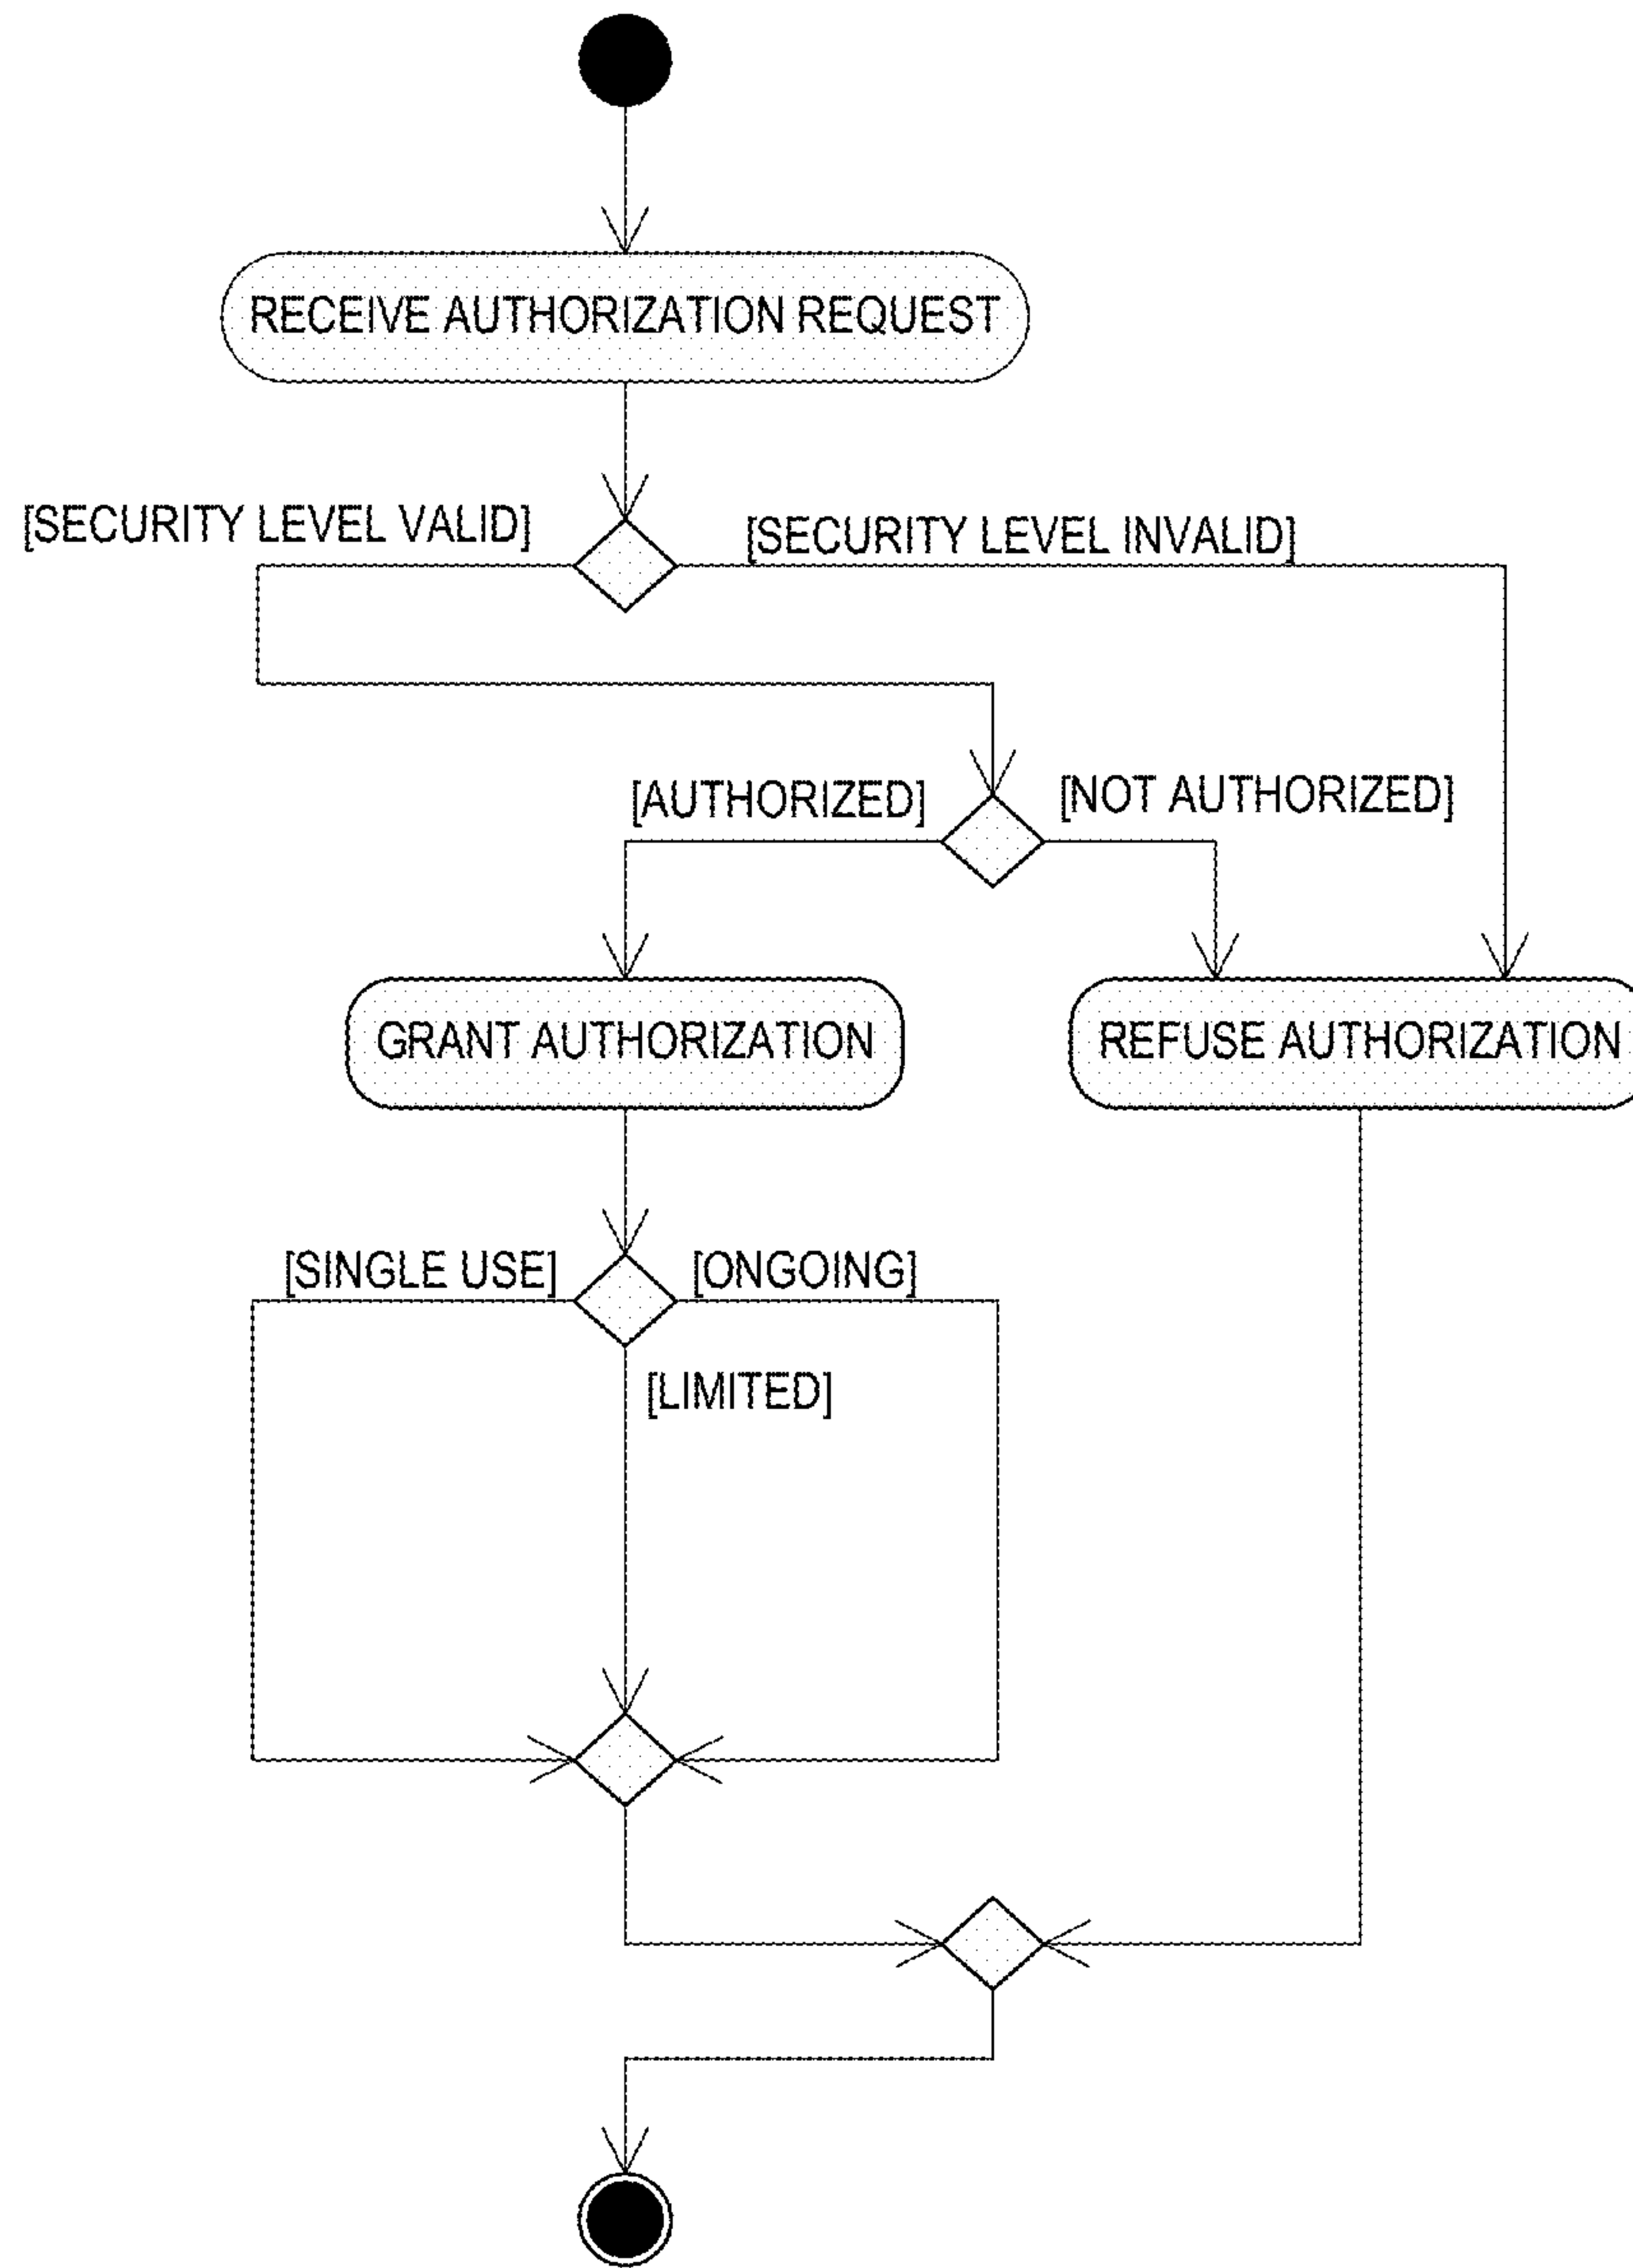 RECEIVE AUTHORIZATION REQUEST
[SECURITY LEVEL VALID]
[SECURITY LEVEL INVALID]
[AUTHORIZED]
[NOT AUTHORIZED]
GRANT AUTHORIZATION
REFUSE AUTHORIZATION
[SINGLE USE]
[ONGOING]
[LIMITED]